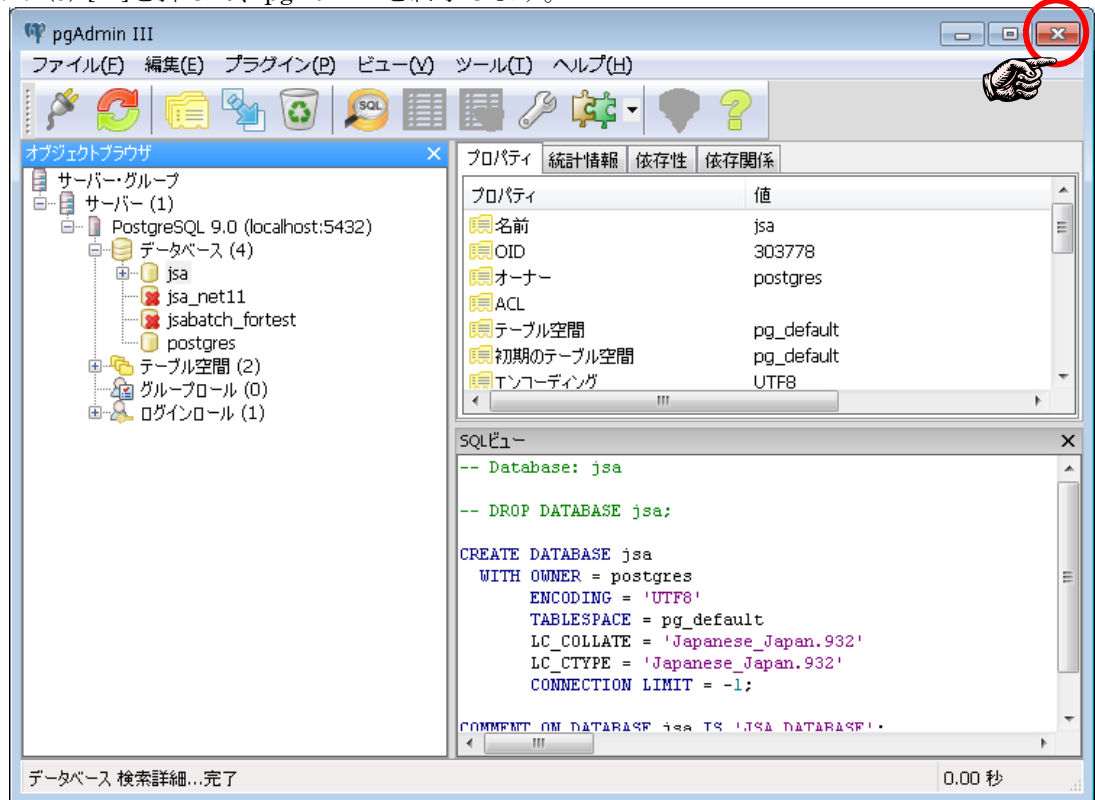 pgAdmin III
ファイル(F) 編集(E) プラグイン(P) ビュー(V) ツール(T) ヘルプ(H)
SQL
オブジェクトブラウザ
サーバー・グループ
サーバー (1)
PostgreSQL 9.0 (localhost:5432)
データベース (4)
jsa
jsa_net11
jsabatch_fortest
postgres
テーブル空間 (2)
グループロール (0)
ログインロール (1)
プロパティ 統計情報 依存性 依存関係
プロパティ 値
名前 jsa
OID 303778
オーナー postgres
ACL
テーブル空間 pg_default
初期のテーブル空間 pg_default
エンコーディング UTF8
SQLビュー
-- Database: jsa
-- DROP DATABASE jsa;
CREATE DATABASE jsa
WITH OWNER = postgres
ENCODING = 'UTF8'
TABLESPACE = pg_default
LC_COLLATE = 'Japanese_Japan.932'
LC_CTYPE = 'Japanese_Japan.932'
CONNECTION LIMIT = -1;
COMMENT ON DATABASE jsa IS 'JSA DATABASE';
データベース 検索詳細...完了
0.00 秒